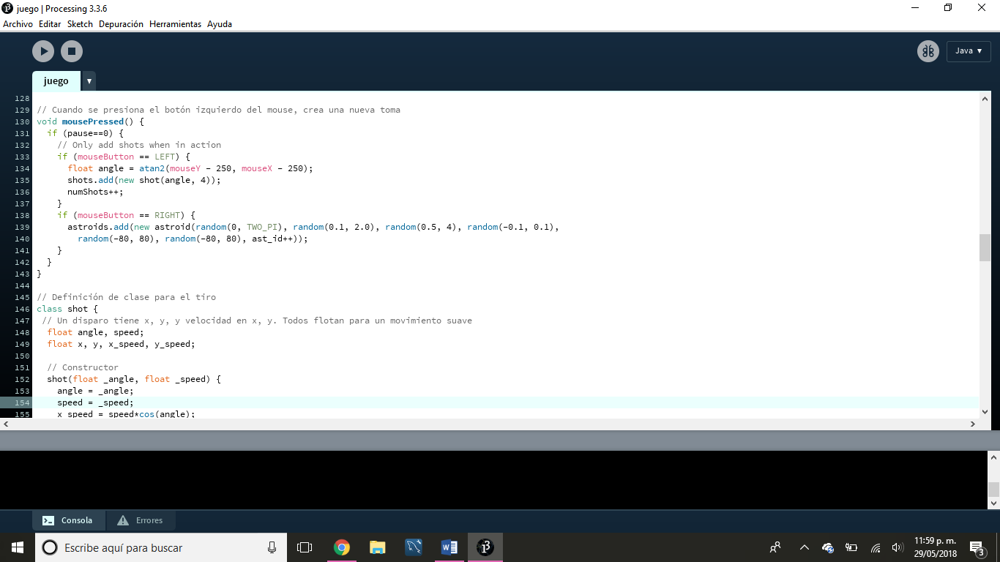 juego | Processing 3.3.6
Archivo Editar Sketch Depuración Herramientas Ayuda
Java ▼
juego ▼
128
129 // Cuando se presiona el botón izquierdo del mouse, crea una nueva toma
130 void mousePressed() {
131 if (pause==0) {
132 // Only add shots when in action
133 if (mouseButton == LEFT) {
134 float angle = atan2(mouseY - 250, mouseX - 250);
135 shots.add(new shot(angle, 4));
136 numShots++;
137 }
138 if (mouseButton == RIGHT) {
139 astroids.add(new astroid(random(0, TWO_PI), random(0.1, 2.0), random(0.5, 4), random(-0.1, 0.1),
140 random(-80, 80), random(-80, 80), ast_id++));
141 }
142 }
143 }
144
145 // Definición de clase para el tiro
146 class shot {
147 // Un disparo tiene x, y, y velocidad en x, y. Todos flotan para un movimiento suave
148 float angle, speed;
149 float x, y, x_speed, y_speed;
150
151 // Constructor
152 shot(float _angle, float _speed) {
153 angle = _angle;
154 speed = _speed;
155 x_speed = speed*cos(angle);
Consola Errores
Escribe aquí para buscar
11:59 p. m.
29/05/2018
3